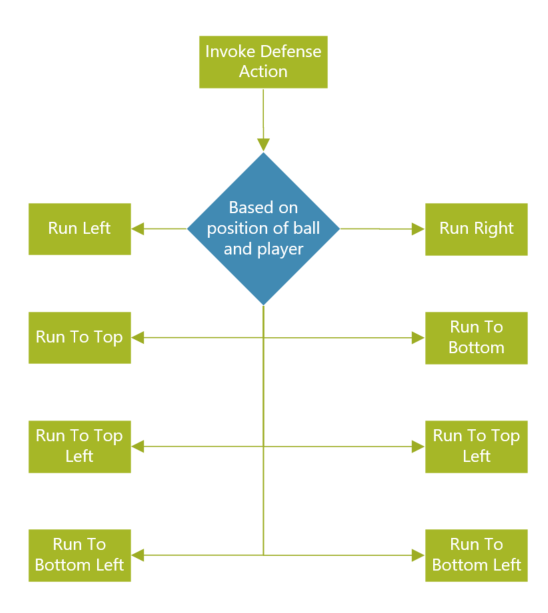 Invoke Defense
Action
Based on
position of ball
and player
Run Left
Run Right
Run To Top
Run To
Bottom
Run To Top
Left
Run To Top
Left
Run To
Bottom Left
Run To
Bottom Left